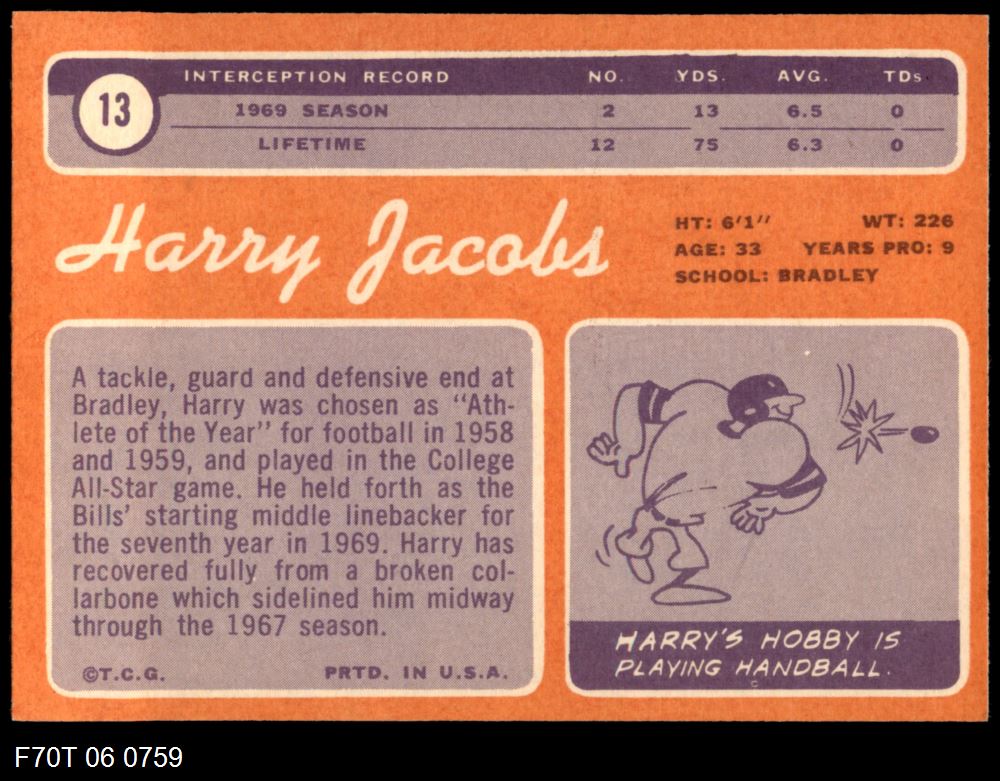 13
INTERCEPTION RECORD NO. YDS. AVG. TDs
1969 SEASON 2 13 6.5 0
LIFETIME 12 75 6.3 0
Harry Jacobs
HT: 6'1" WT: 226
AGE: 33 YEARS PRO: 9
SCHOOL: BRADLEY
A tackle, guard and defensive end at
Bradley, Harry was chosen as “Ath-
lete of the Year” for football in 1958
and 1959, and played in the College
All-Star game. He held forth as the
Bills’ starting middle linebacker for
the seventh year in 1969. Harry has
recovered fully from a broken col-
larbone which sidelined him midway
through the 1967 season.
©T.C.G. PRTD. IN U.S.A.
HARRY'S HOBBY IS
PLAYING HANDBALL.
F70T 06 0759